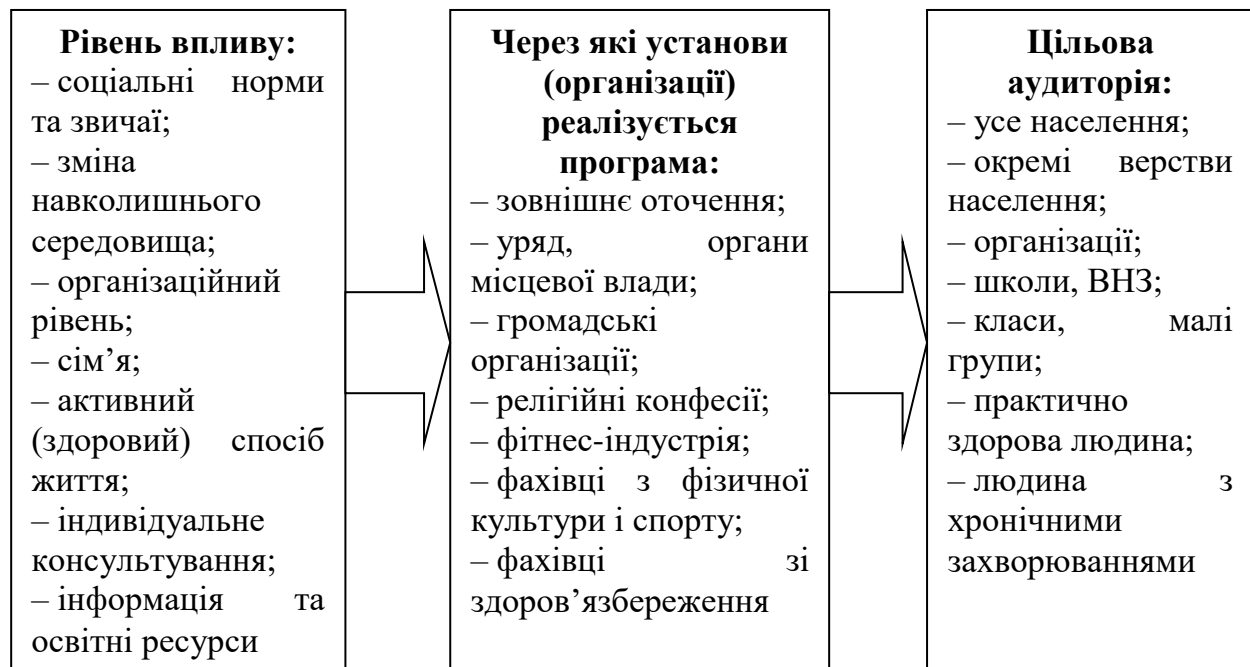 Рівень впливу:
– соціальні норми
та звичаї;
– зміна
навколишнього
середовища;
– організаційний
рівень;
– сім’я;
– активний
(здоровий) спосіб
життя;
– індивідуальне
консультування;
– інформація та
освітні ресурси
Через які установи
(організації)
реалізується
програма:
– зовнішнє оточення;
– уряд, органи
місцевої влади;
– громадські
організації;
– релігійні конфесії;
– фітнес-індустрія;
– фахівці з фізичної
культури і спорту;
– фахівці зі
здоров’язбереження
Цільова
аудиторія:
– усе населення;
– окремі верстви
населення;
– організації;
– школи, ВНЗ;
– класи, малі
групи;
– практично
здорова людина;
– людина з
хронічними
захворюваннями